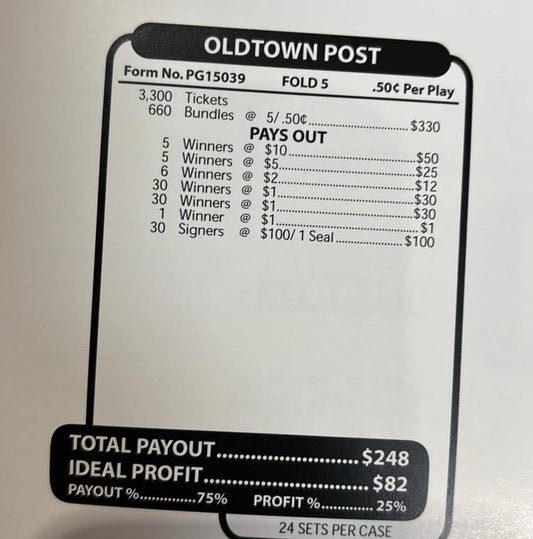 OLDTOWN POST
Form No. PG15039 FOLD 5 .50¢ Per Play
3,300 Tickets
660 Bundles @ 5/.50¢........................$330
PAYS OUT
5 Winners @ $10..............................$50
5 Winners @ $5................................$25
6 Winners @ $2................................$12
30 Winners @ $1................................$30
30 Winners @ $1................................$30
1 Winner @ $1................................$1
30 Signers @ $100/ 1 Seal................$100
TOTAL PAYOUT........................$248
IDEAL PROFIT............................$82
PAYOUT %.............75% PROFIT %............ 25%
24 SETS PER CASE